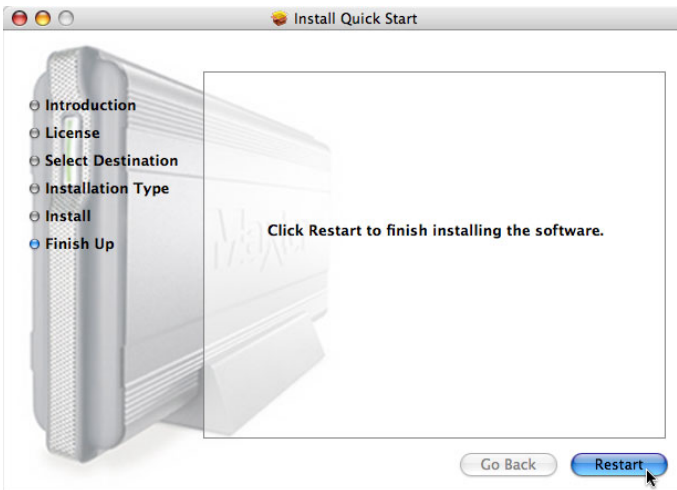 Install Quick Start
Introduction
License
Select Destination
Installation Type
Install
Finish Up
Click Restart to finish installing the software.
Maxtor
Go Back
Restart